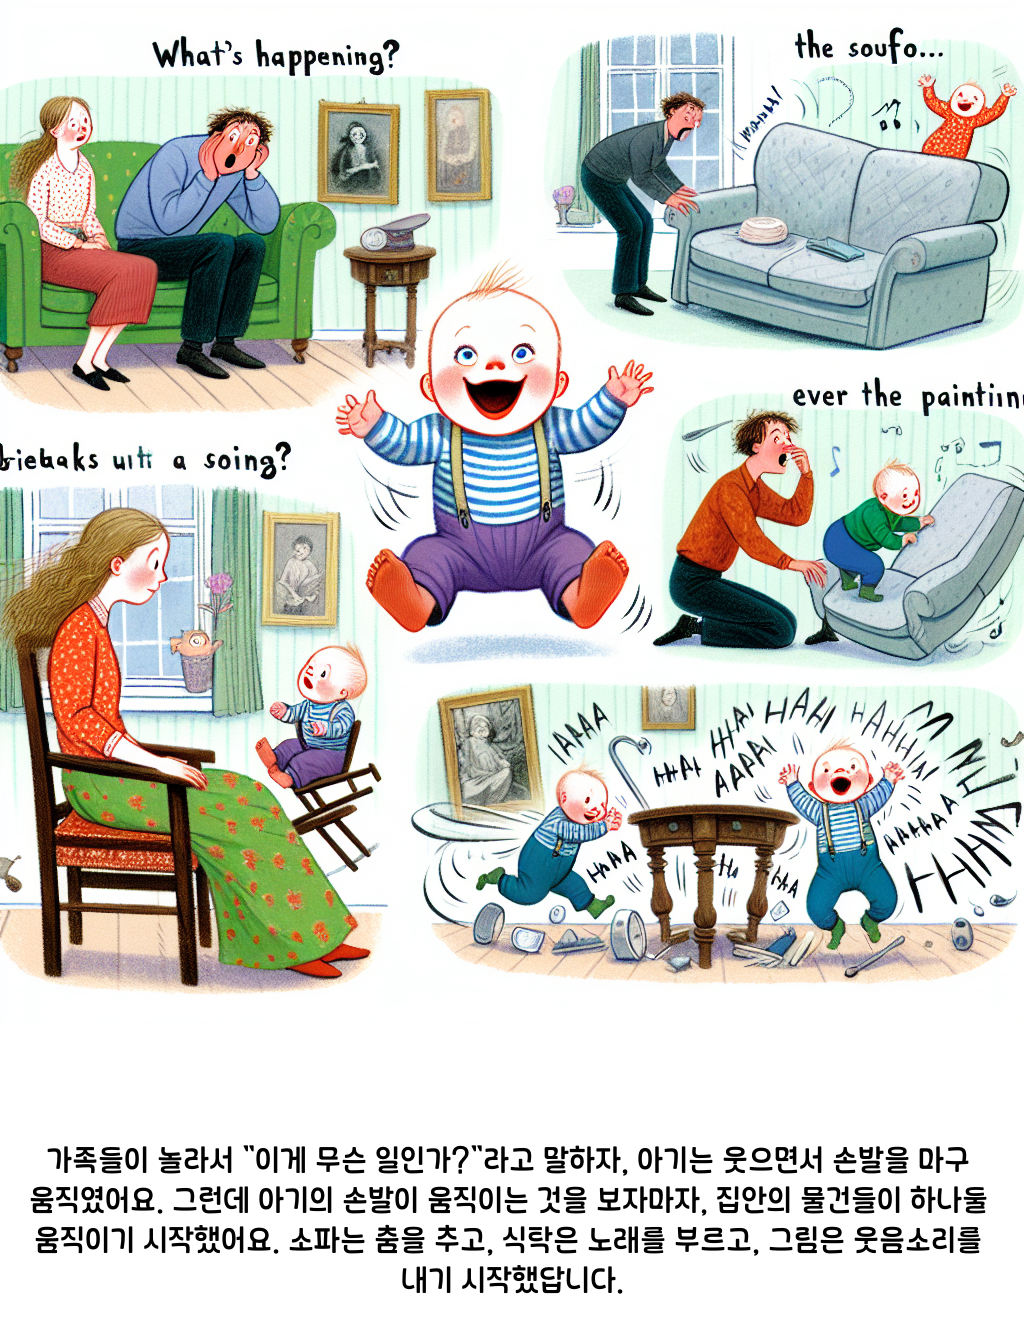 What's happening?
the soufo...
ever the paintin
a soing?
HAHA
HAAA
HA
가족들이 놀라서 "이게 무슨 일인가?"라고 말하자, 아기는 웃으면서 손발을 마구
움직였어요. 그런데 아기의 손발이 움직이는 것을 보자마자, 집안의 물건들이 하나둘
움직이기 시작했어요. 소파는 춤을 추고, 식탁은 노래를 부르고, 그림은 웃음소리를
내기 시작했답니다.